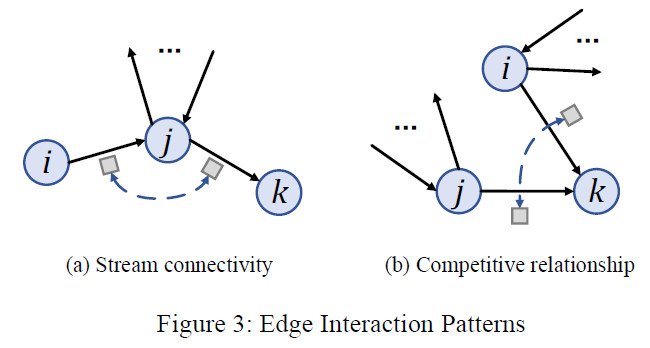 ...
i
j
k
...
i
...
j
k
(a) Stream connectivity
(b) Competitive relationship
Figure 3: Edge Interaction Patterns